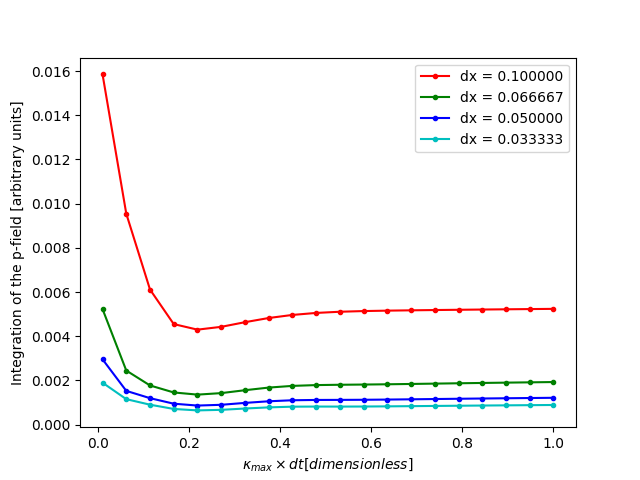 dx = 0.100000
dx = 0.066667
dx = 0.050000
dx = 0.033333
Integration of the p-field [arbitrary units]
0.016
0.014
0.012
0.010
0.008
0.006
0.004
0.002
0.000
0.0 0.2 0.4 0.6 0.8 1.0
κmax × dt[dimensionless]